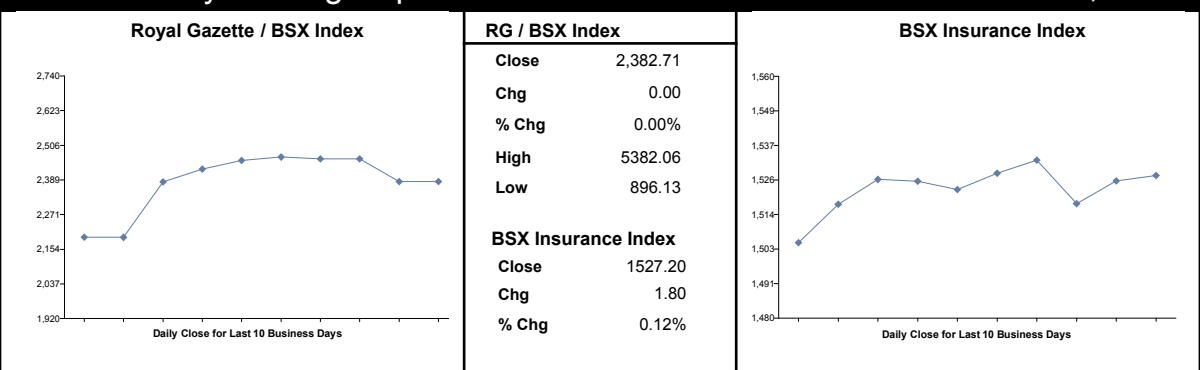 Royal Gazette / BSX Index
2,740
2,623
2,506
2,389
2,271
2,154
2,037
1,920
Daily Close for Last 10 Business Days
RG / BSX Index
Close 2,382.71
Chg 0.00
% Chg 0.00%
High 5382.06
Low 896.13
BSX Insurance Index
Close 1527.20
Chg 1.80
% Chg 0.12%
BSX Insurance Index
1,560
1,549
1,537
1,526
1,514
1,503
1,491
1,480
Daily Close for Last 10 Business Days